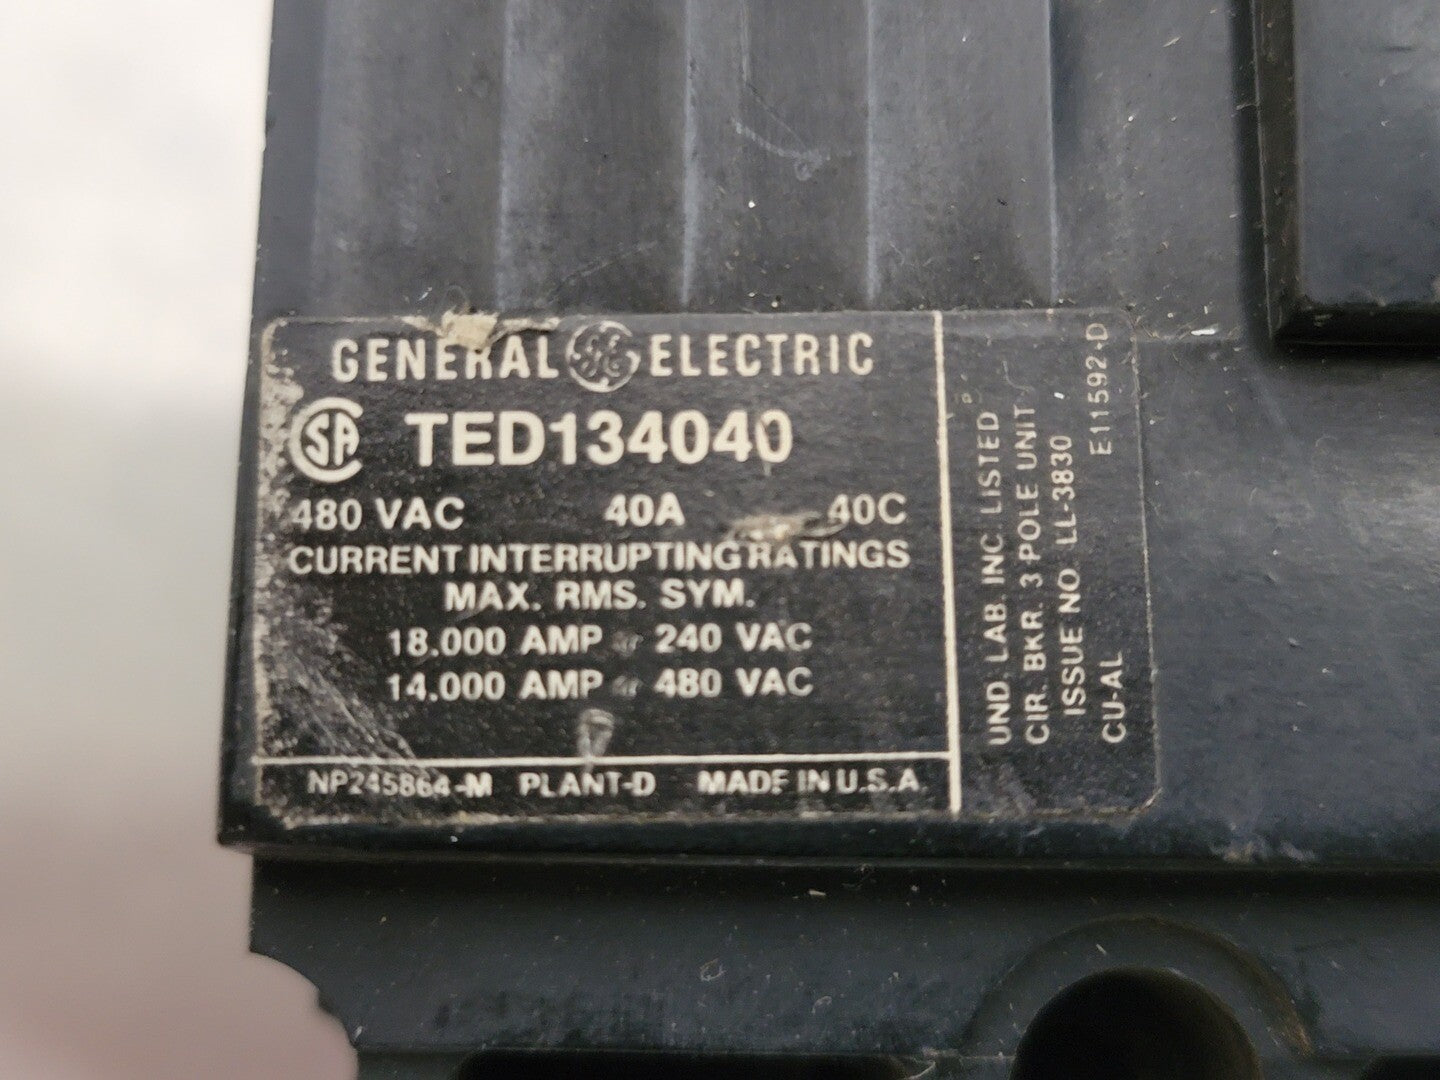 GENERAL GE ELECTRIC
SA TED134040
480 VAC 40A 40C
CURRENT INTERRUPTING RATINGS
MAX. RMS. SYM.
18.000 AMP 240 VAC
14.000 AMP 480 VAC
NP245864-M PLANT-D MADE IN U.S.A.
UND. LAB. INC. LISTED
CIR. BKR. 3 POLE UNIT
ISSUE NO. LL-3830
CU-AL E11592-D